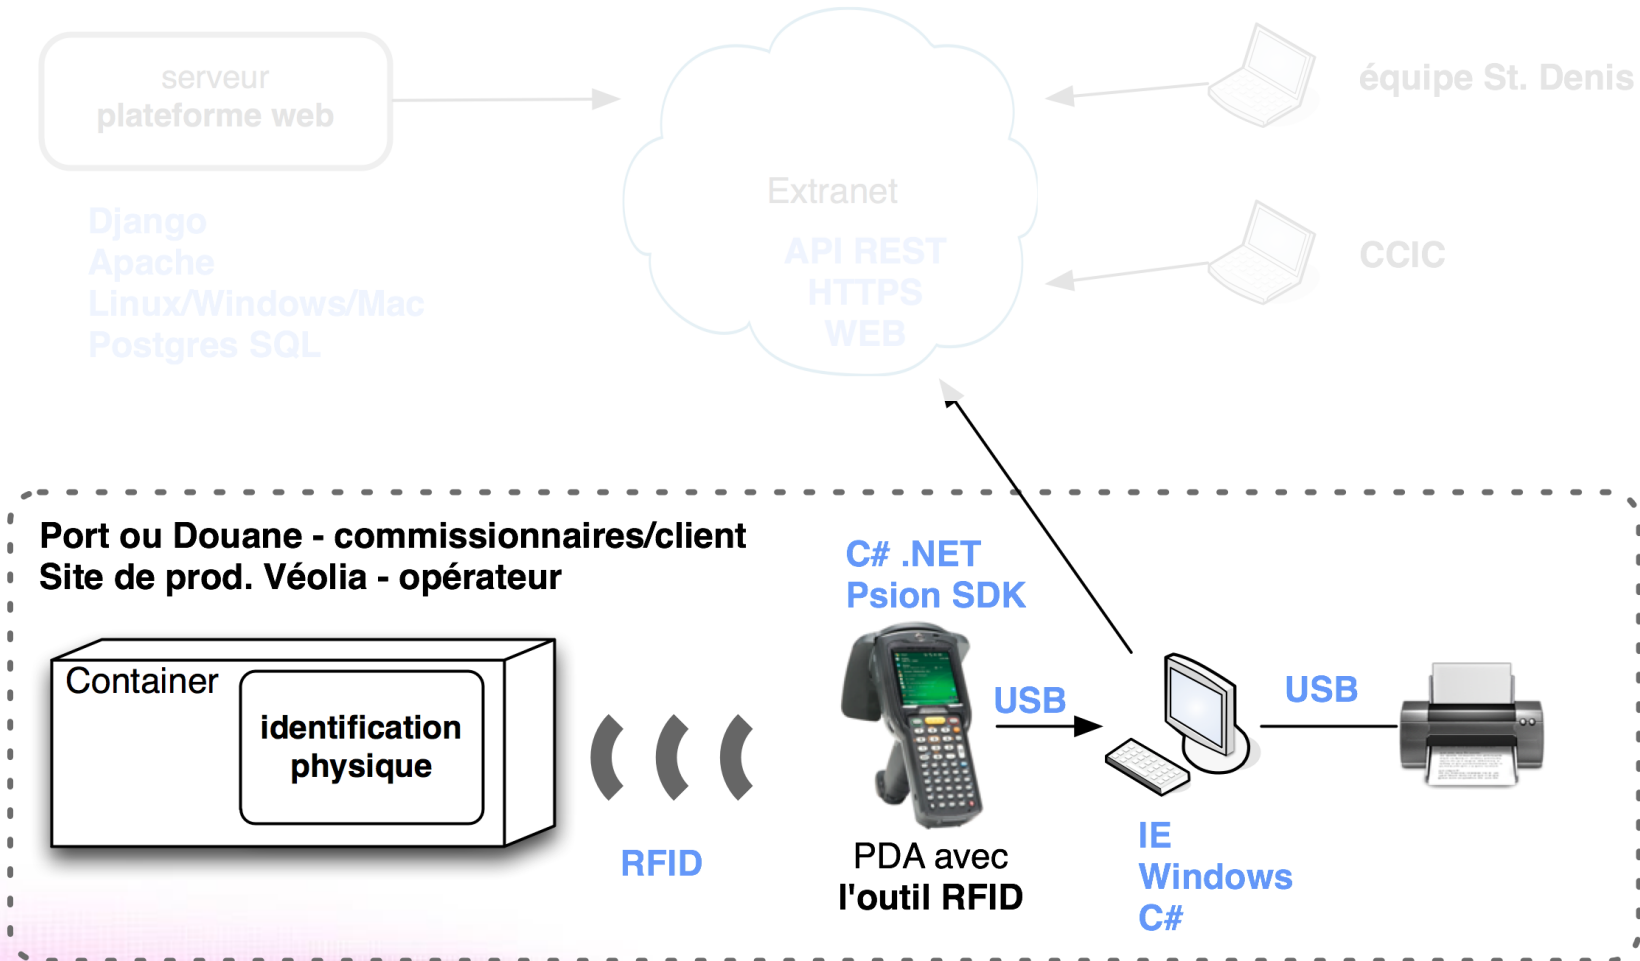 serveur
plateforme web
Django
Apache
Linux/Windows/Mac
Postgres SQL
Extranet
API REST
HTTPS
WEB
équipe St. Denis
CCIC
Port ou Douane - commissionnaires/client
Site de prod. Véolia - opérateur
Container
identification
physique
RFID
C# .NET
Psion SDK
PDA avec
l'outil RFID
USB
IE
Windows
C#
USB